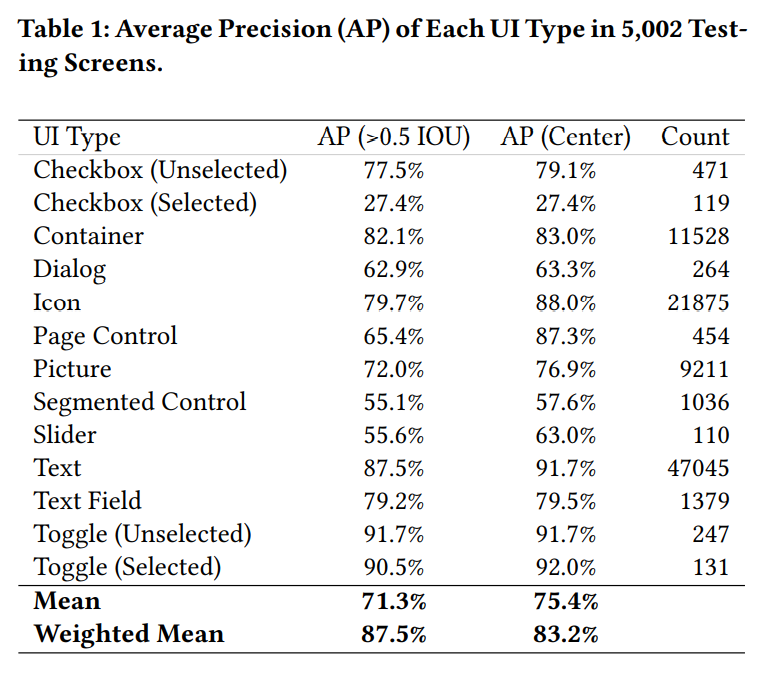 Table 1: Average Precision (AP) of Each UI Type in 5,002 Test-
ing Screens.
UI Type AP (>0.5 IOU) AP (Center) Count
Checkbox (Unselected) 77.5% 79.1% 471
Checkbox (Selected) 27.4% 27.4% 119
Container 82.1% 83.0% 11528
Dialog 62.9% 63.3% 264
Icon 79.7% 88.0% 21875
Page Control 65.4% 87.3% 454
Picture 72.0% 76.9% 9211
Segmented Control 55.1% 57.6% 1036
Slider 55.6% 63.0% 110
Text 87.5% 91.7% 47045
Text Field 79.2% 79.5% 1379
Toggle (Unselected) 91.7% 91.7% 247
Toggle (Selected) 90.5% 92.0% 131
Mean 71.3% 75.4%
Weighted Mean 87.5% 83.2%